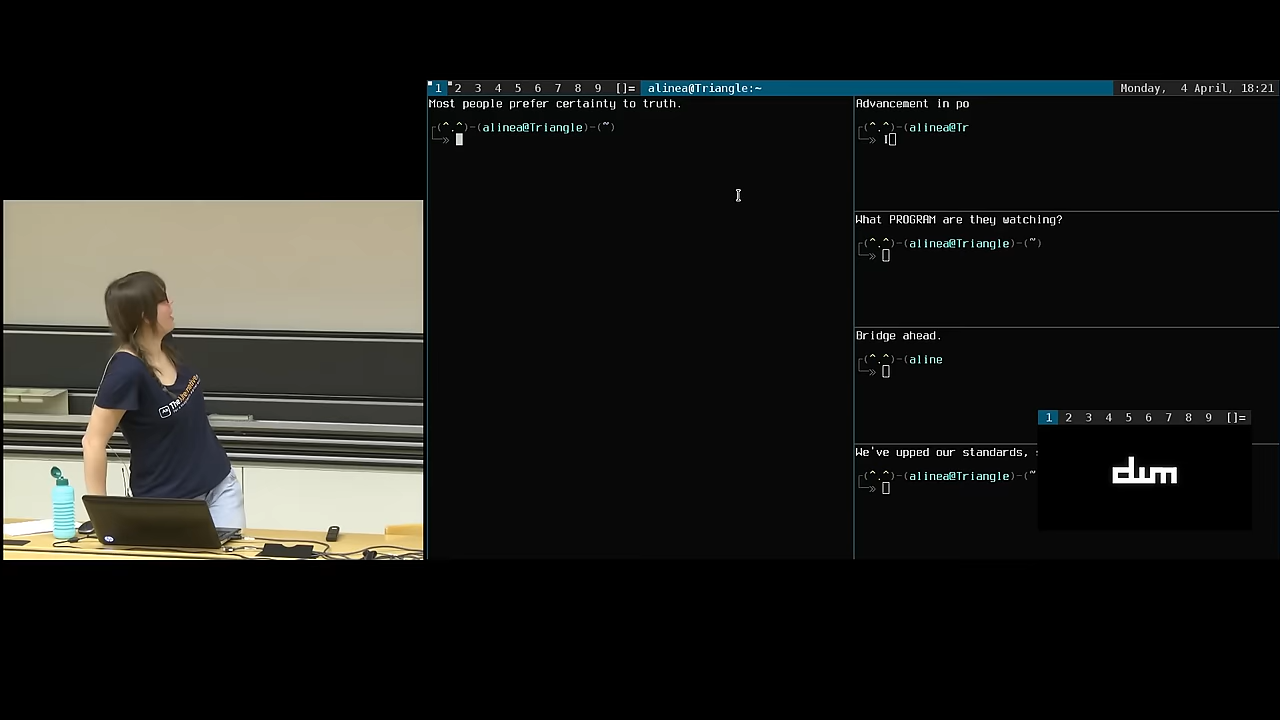 1 2 3 4 5 6 7 8 9 []= alinea@Triangle:~ Monday, 4 April, 18:21
Most people prefer certainty to truth.
┌(^.^)-(alinea@Triangle)-(~)
└─»
Advancement in po
┌(^.^)-(alinea@Tr
└─»
What PROGRAM are they watching?
┌(^.^)-(alinea@Triangle)-(~)
└─»
Bridge ahead.
┌(^.^)-(aline
└─»
We've upped our standards,
┌(^.^)-(alinea@Triangle)-(~
└─»
1 2 3 4 5 6 7 8 9 []=
dwm
hp